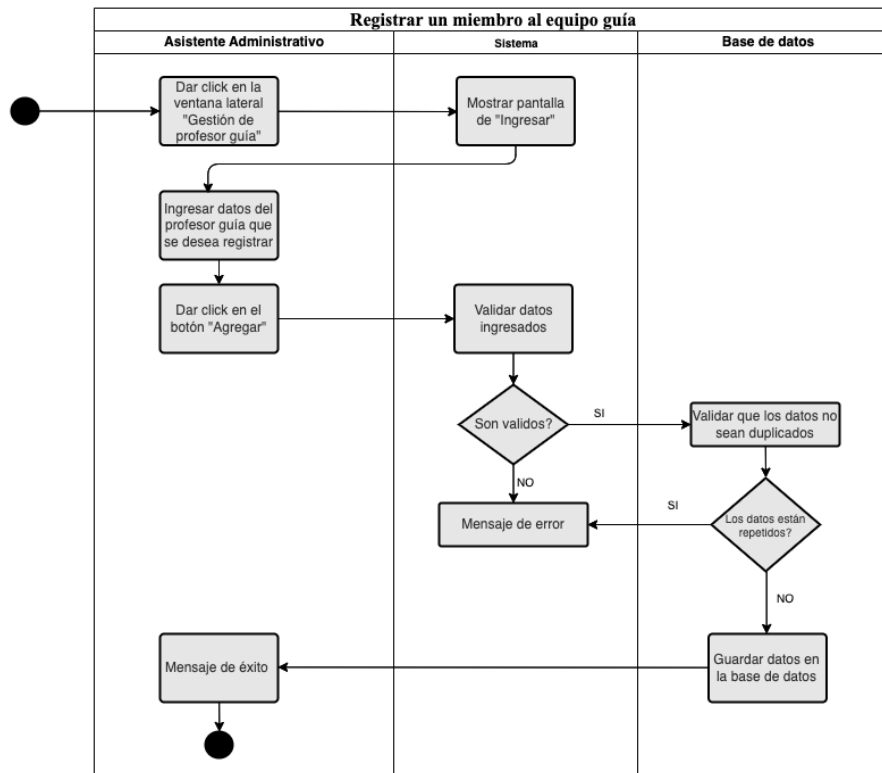 Registrar un miembro al equipo guía
Asistente Administrativo
Sistema
Base de datos
Dar click en la
ventana lateral
"Gestión de
profesor guía"
Mostrar pantalla
de "Ingresar"
Ingresar datos del
profesor guía que
se desea registrar
Dar click en el
botón "Agregar"
Validar datos
ingresados
Son validos?
SI
Validar que los datos no
sean duplicados
NO
Mensaje de error
SI
Los datos están
repetidos?
NO
Mensaje de éxito
Guardar datos en
la base de datos